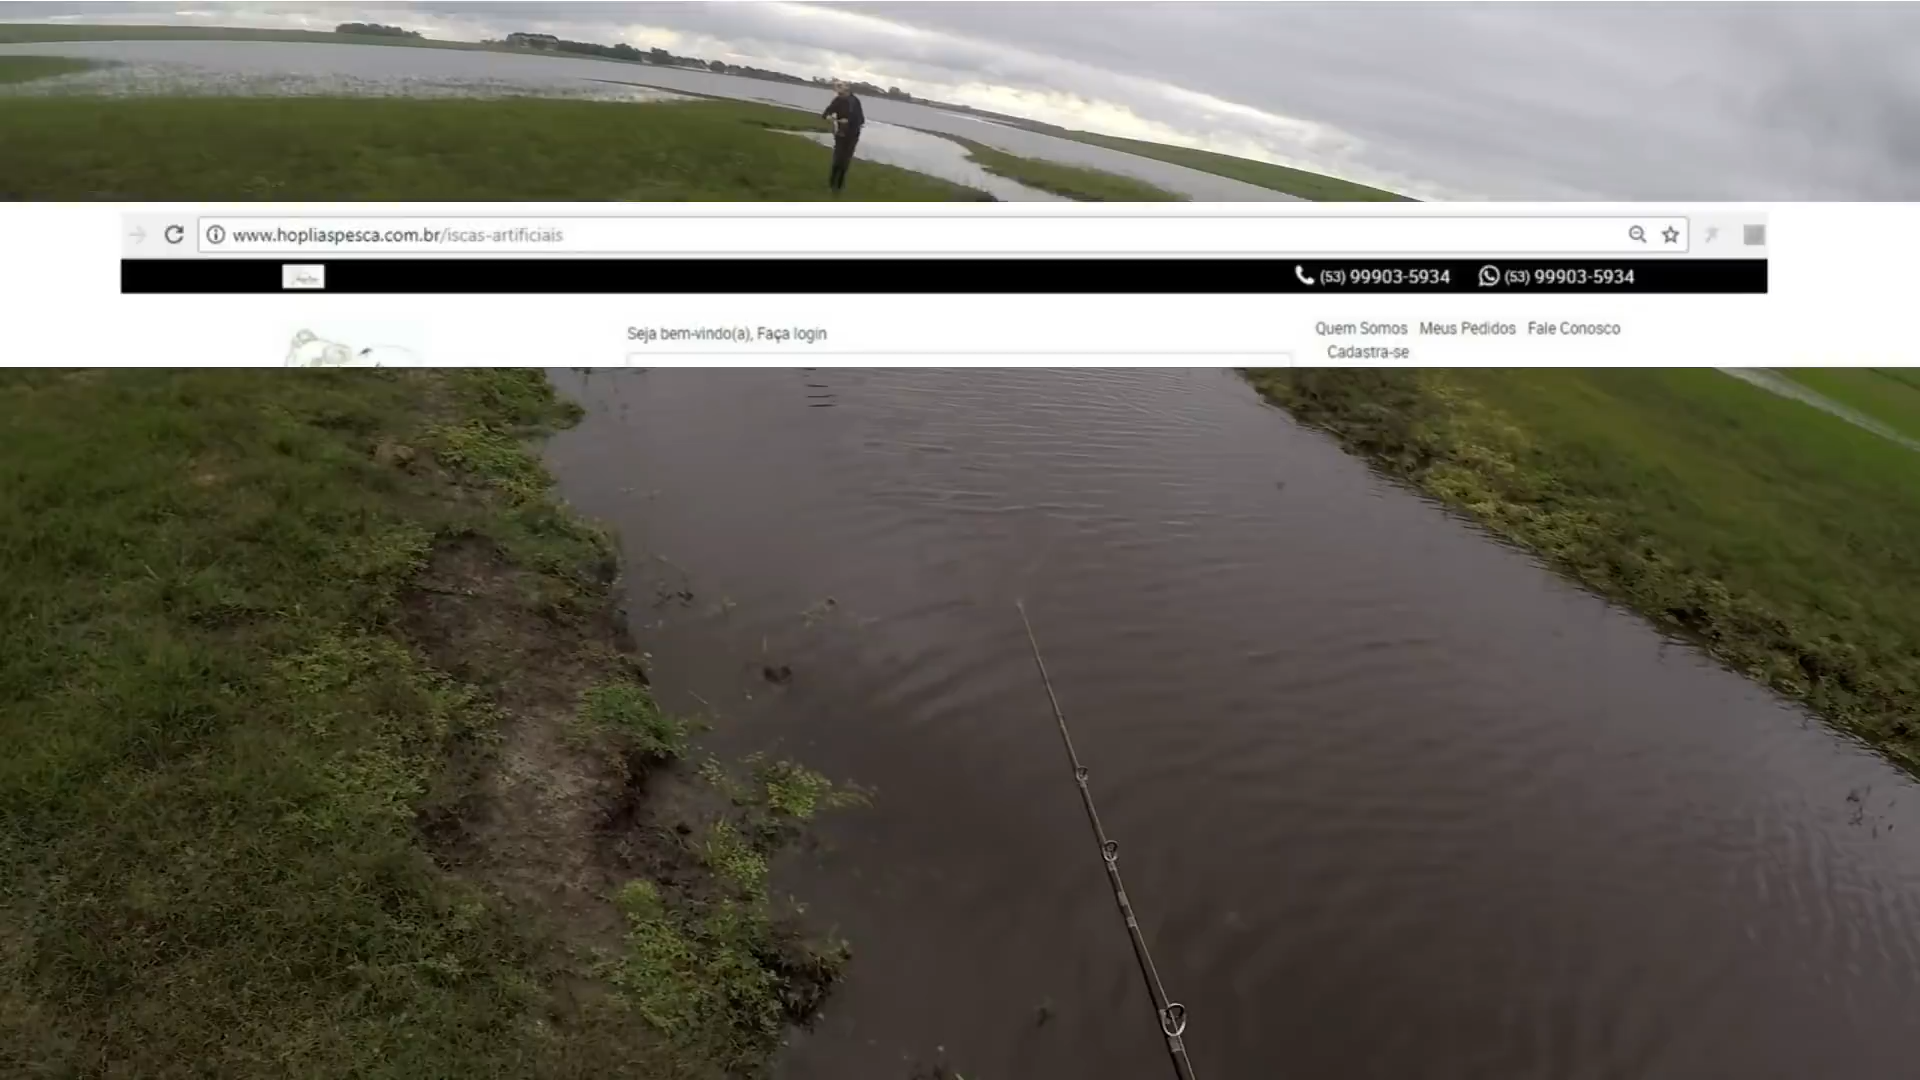 www.hopliaspesca.com.br/iscas-artificiais
(53) 99903-5934 (53) 99903-5934
Seja bem-vindo(a), Faça login
Quem Somos Meus Pedidos Fale Conosco
Cadastra-se